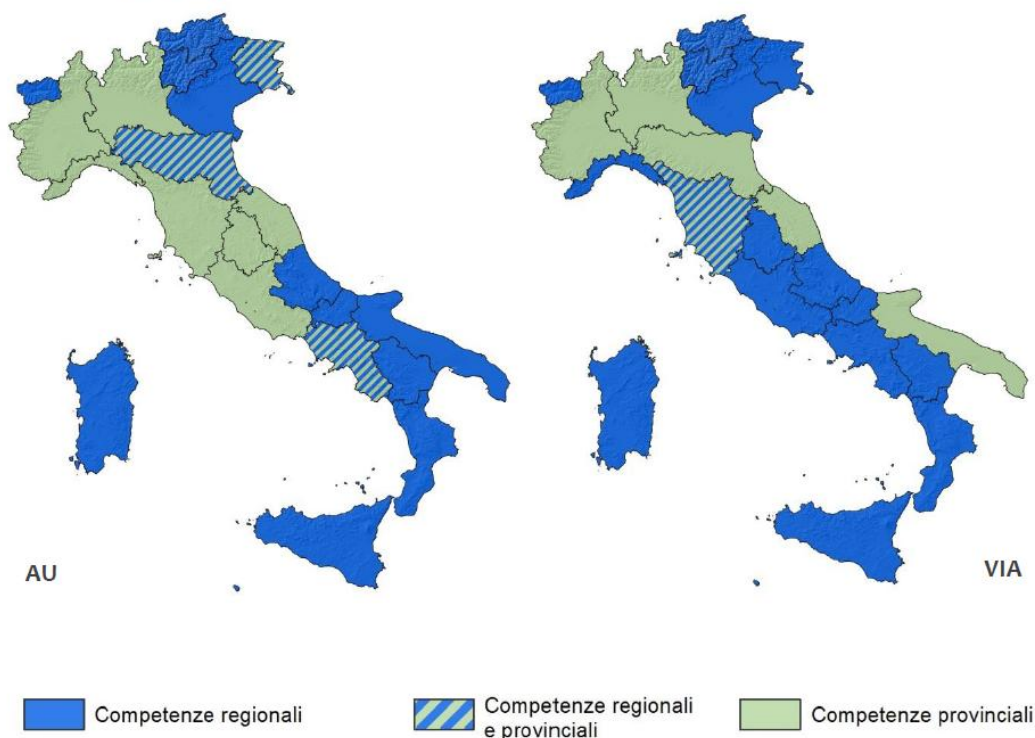 AU
VIA
Competenze regionali
Competenze regionali
e provinciali
Competenze provinciali